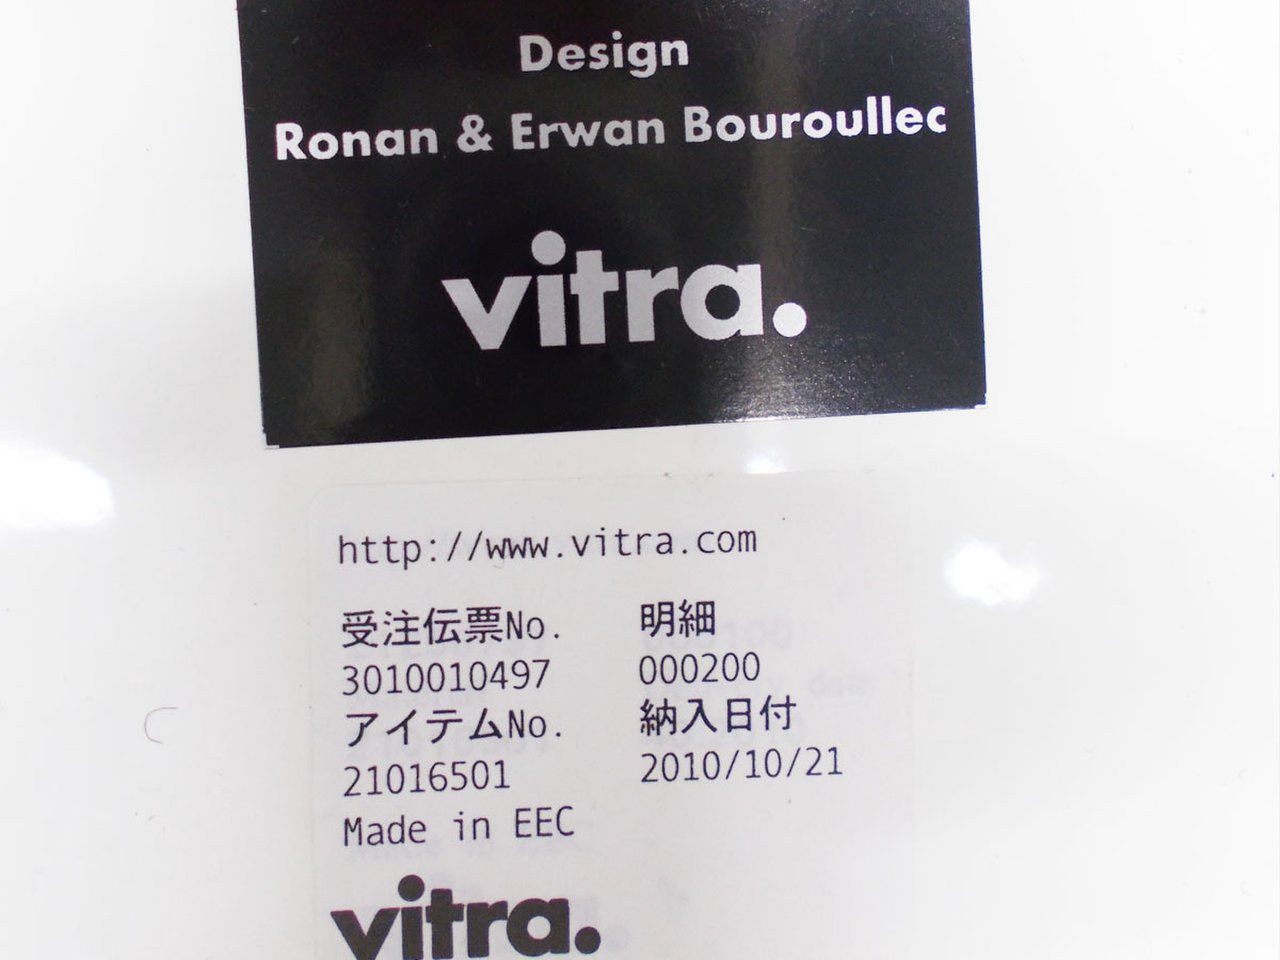 Design
Ronan & Erwan Bouroullec
vitra.
http://www.vitra.com
受注伝票No. 明細
3010010497 000200
アイテムNo. 納入日付
21016501 2010/10/21
Made in EEC
vitra.